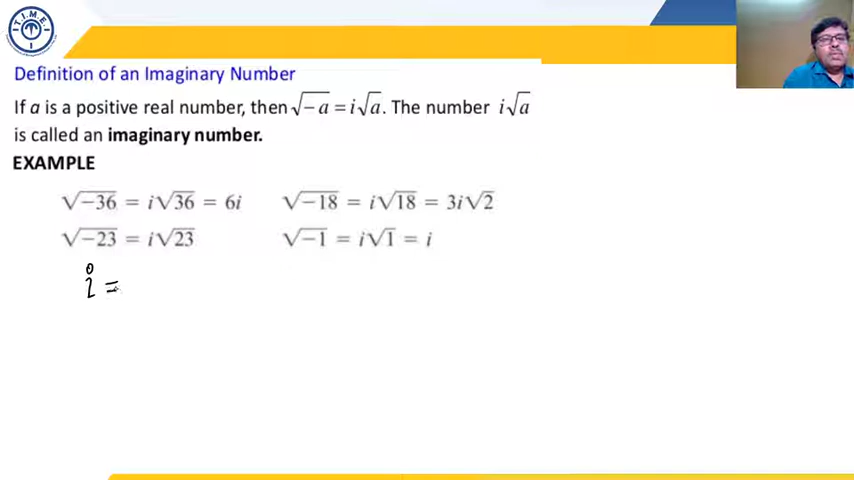 T.I.M.E.
Definition of an Imaginary Number
If a is a positive real number, then √−a = i√a. The number i√a
is called an imaginary number.
EXAMPLE
√−36 = i√36 = 6i √−18 = i√18 = 3i√2
√−23 = i√23 √−1 = i√1 = i
i =